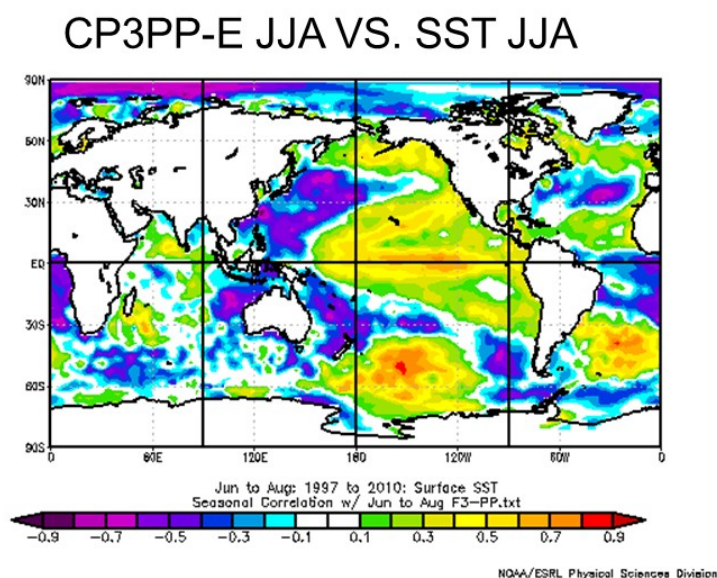 CP3PP-E JJA VS. SST JJA
90N
60N
30N
EQ
30S
60S
90S
0 60E 120E 180 120W 60W 0
Jun to Aug: 1997 to 2010: Surface SST
Seasonal Correlation w/ Jun to Aug F3-PP.txt
-0.9 -0.7 -0.5 -0.3 -0.1 0.1 0.3 0.5 0.7 0.9
NOAA/ESRL Physical Sciences Division